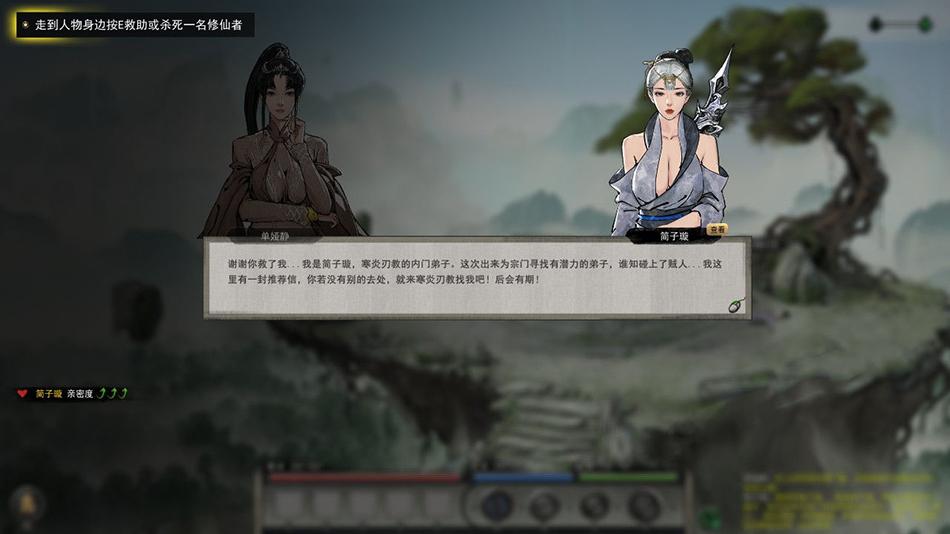 走到人物身边按E救助或杀死一名修仙者
单娅静
简子璇
查看
谢谢你救了我...我是简子璇，寒炎刃教的内门弟子。这次出来为宗门寻找有潜力的弟子，谁知碰上了贼人...我这
里有一封推荐信，你若没有别的去处，就来寒炎刃教找我吧！后会有期！
简子璇 亲密度